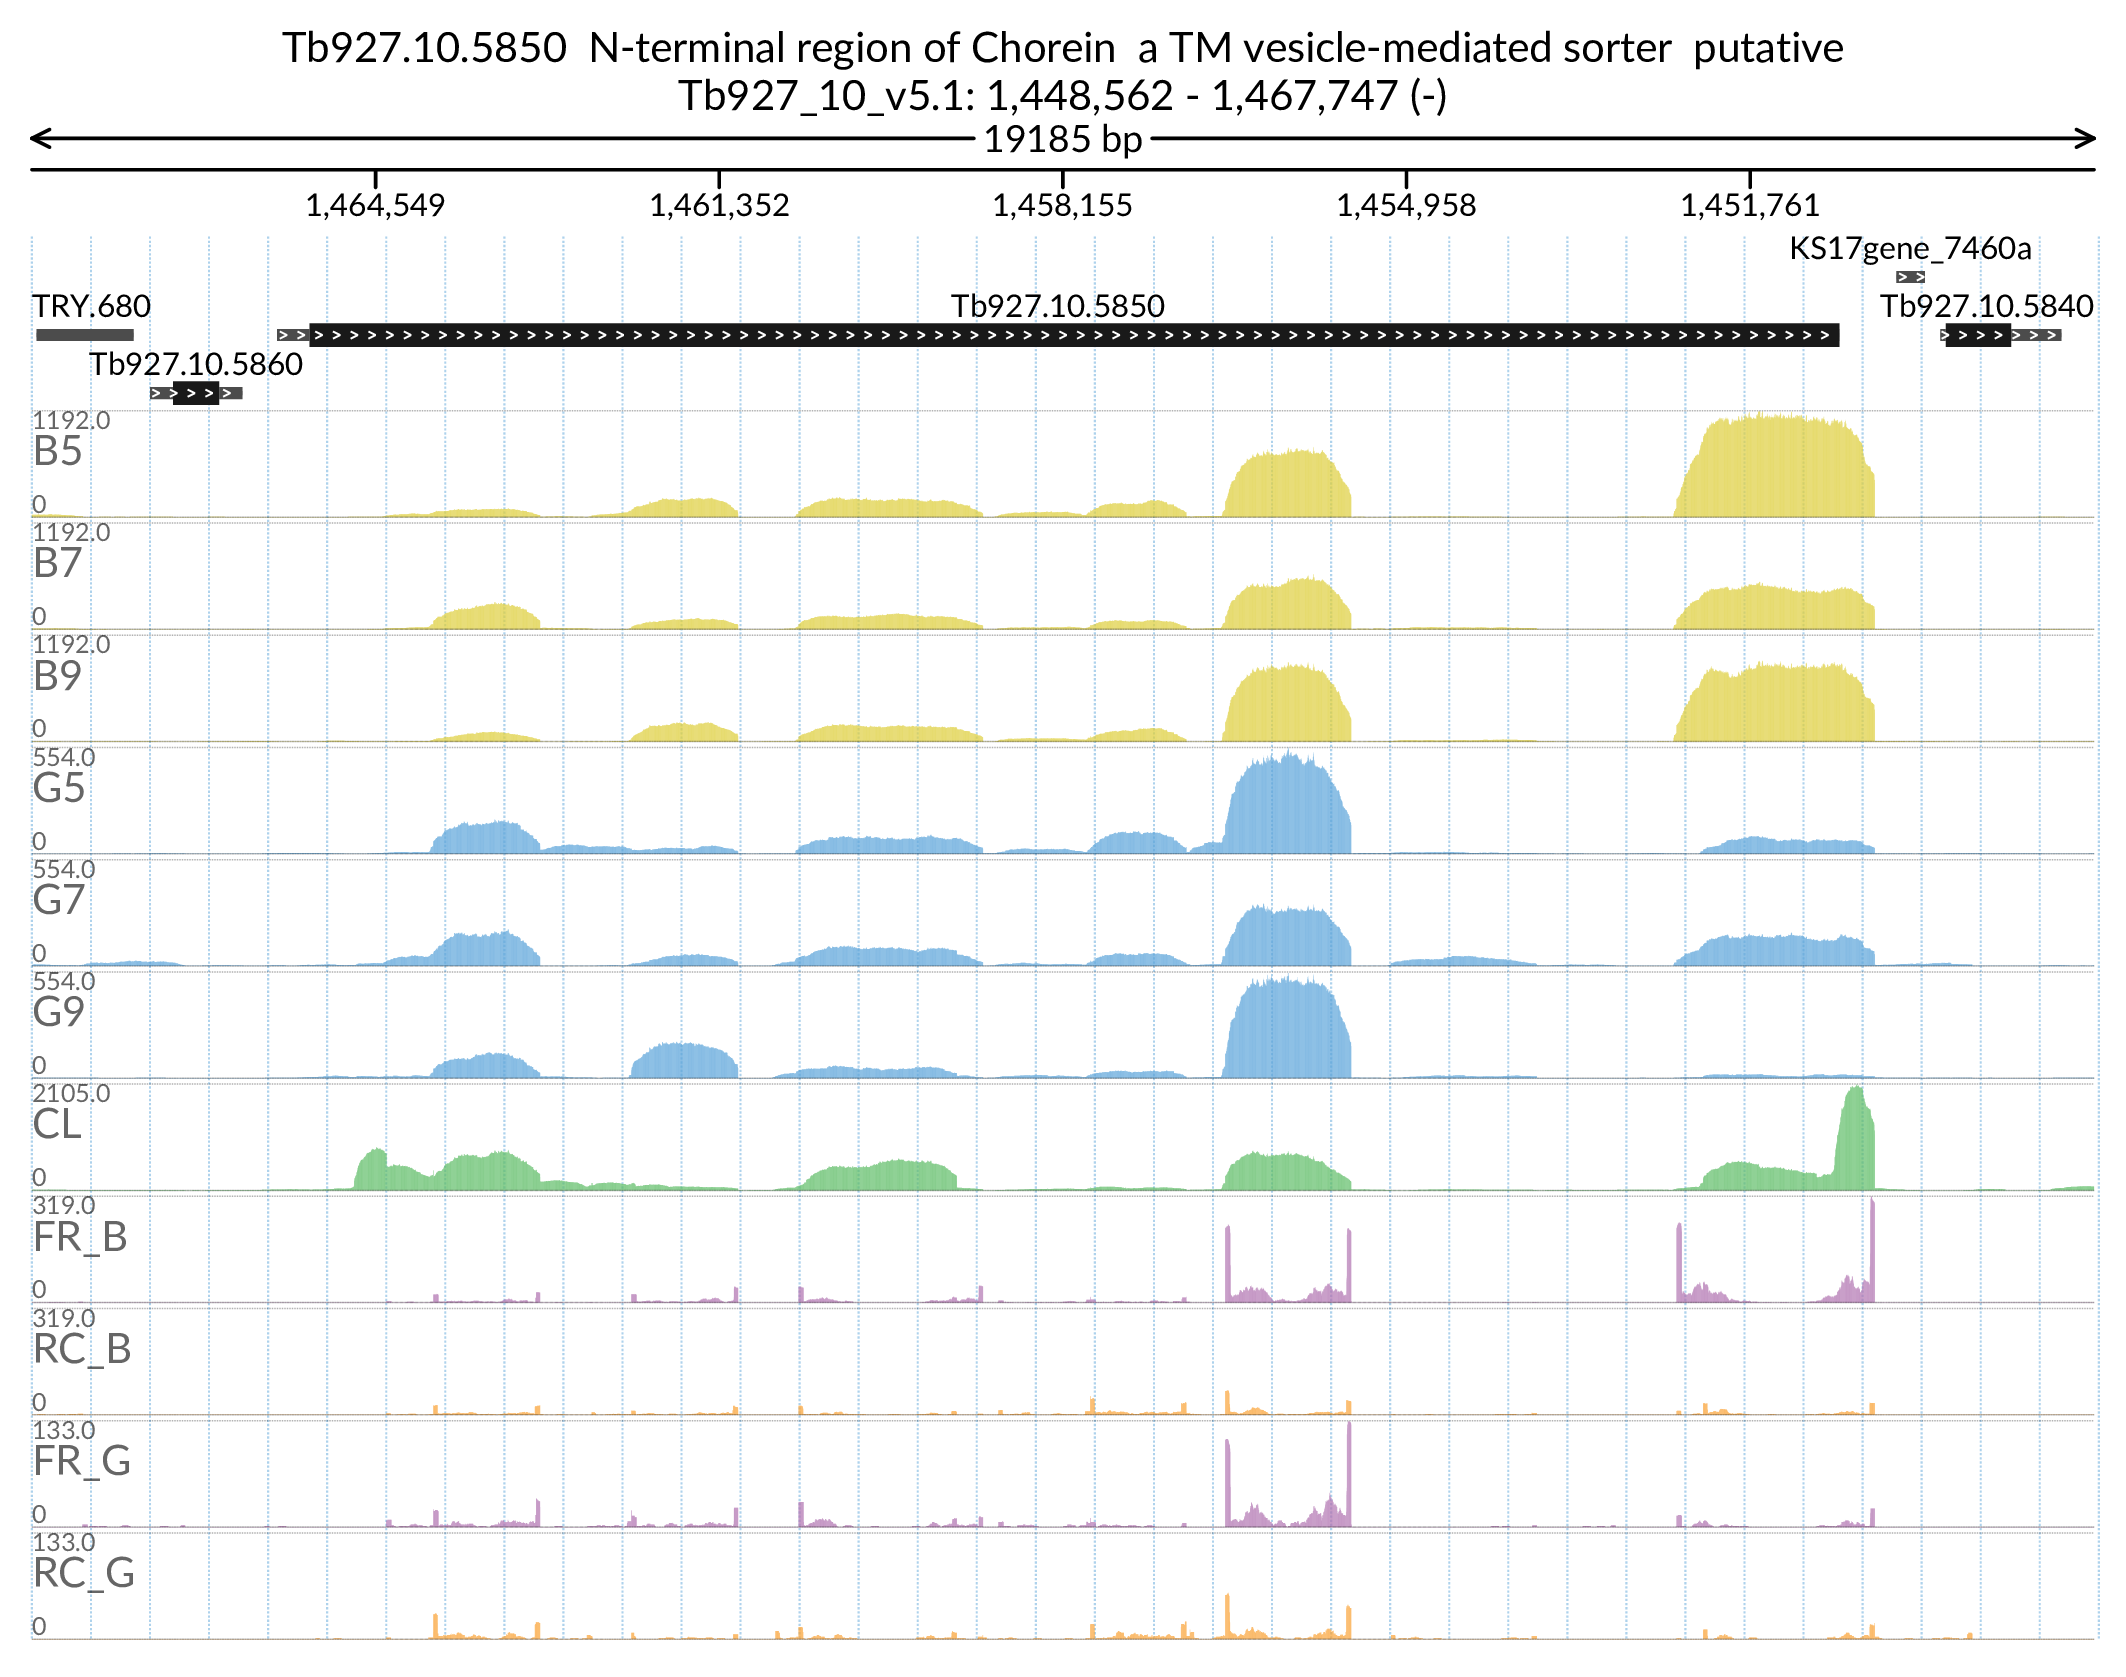 Tb927.10.5850  N-terminal region of Chorein  a TM vesicle-mediated sorter  putative
Tb927_10_v5.1: 1,448,562 - 1,467,747 (-)
19185 bp
1,464,549 1,461,352 1,458,155 1,454,958 1,451,761
KS17gene_7460a
TRY.680 Tb927.10.5850 Tb927.10.5840
Tb927.10.5860
1192.0
B5
0
1192.0
B7
0
1192.0
B9
0
554.0
G5
0
554.0
G7
0
554.0
G9
0
2105.0
CL
0
319.0
FR_B
0
319.0
RC_B
0
133.0
FR_G
0
133.0
RC_G
0